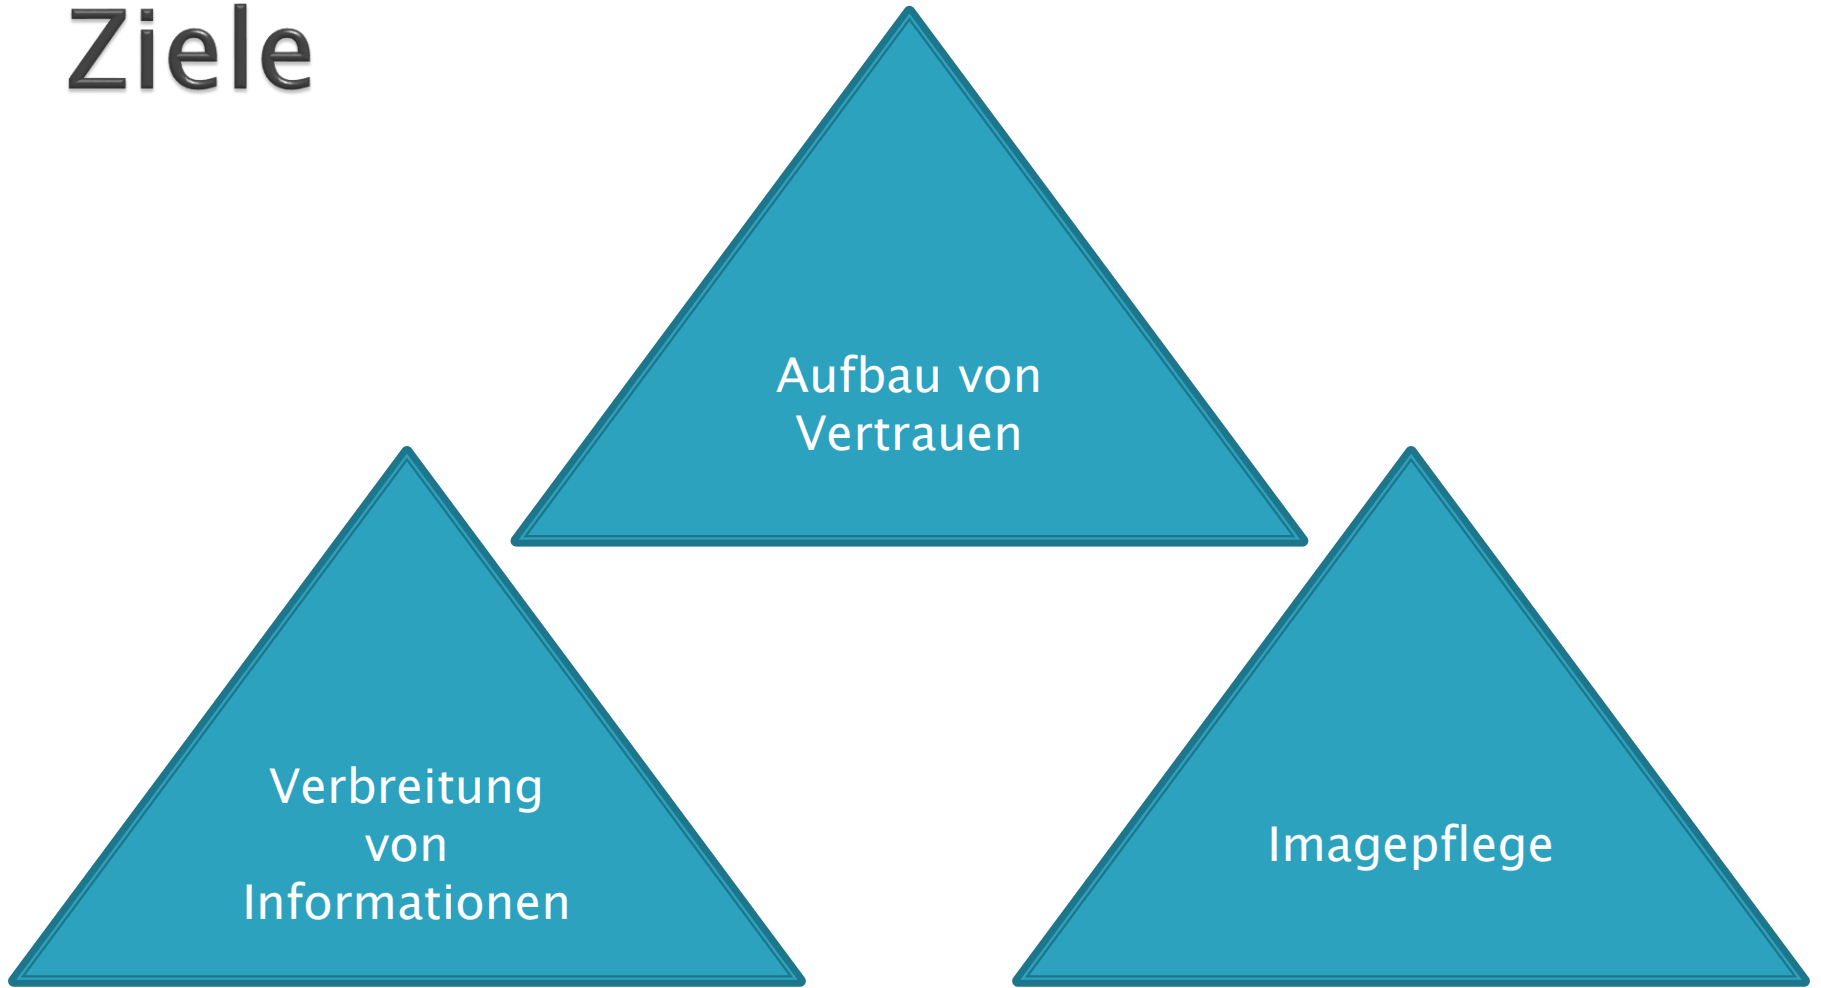 Ziele
Aufbau von
Vertrauen
Verbreitung
von
Informationen
Imagepflege